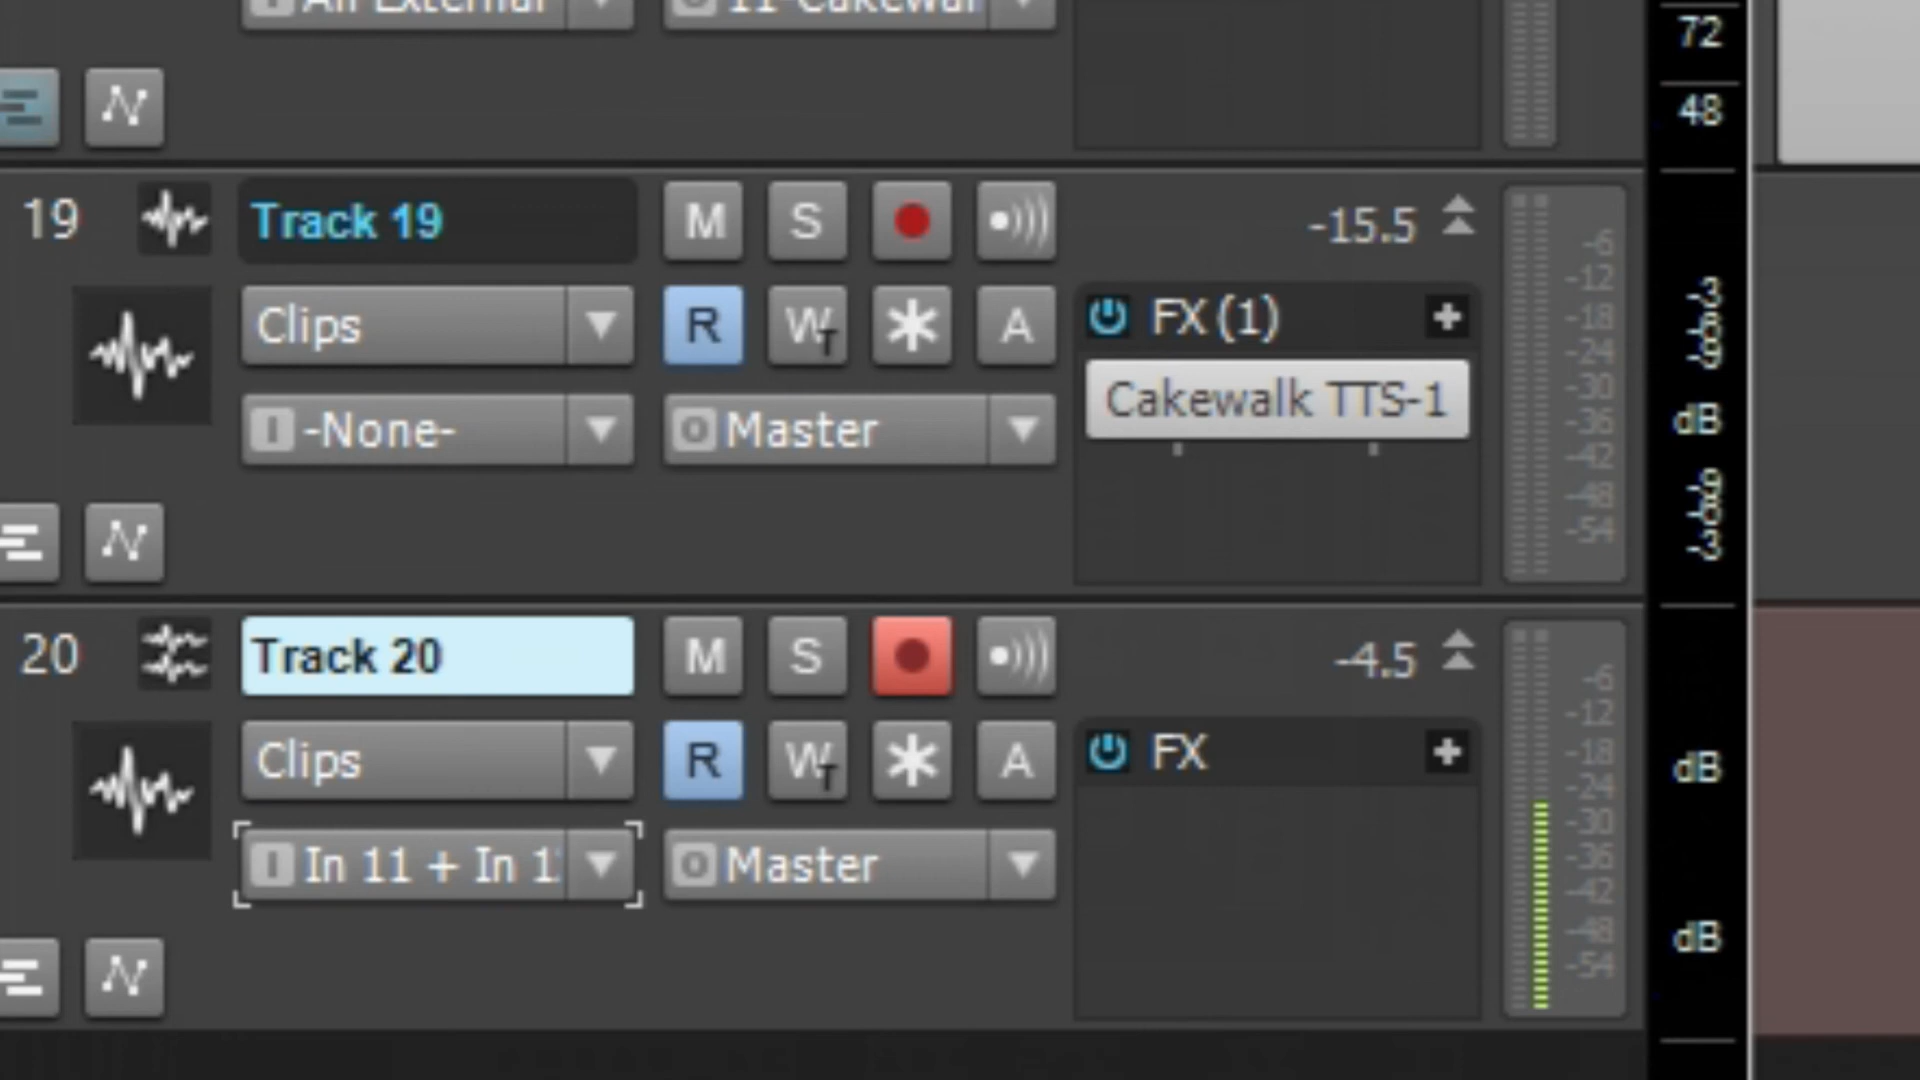 72
48
19 Track 19 M S -15.5
Clips R W A FX (1)
Cakewalk TTS-1
-None- Master
-6
-12
-18
-24
-30
-36
-42
-48
-54
-3
dB
-3
20 Track 20 M S -4.5
Clips R W A FX
In 11 + In 1 Master
-6
-12
-18
-24
-30
-36
-42
-48
-54
dB
dB